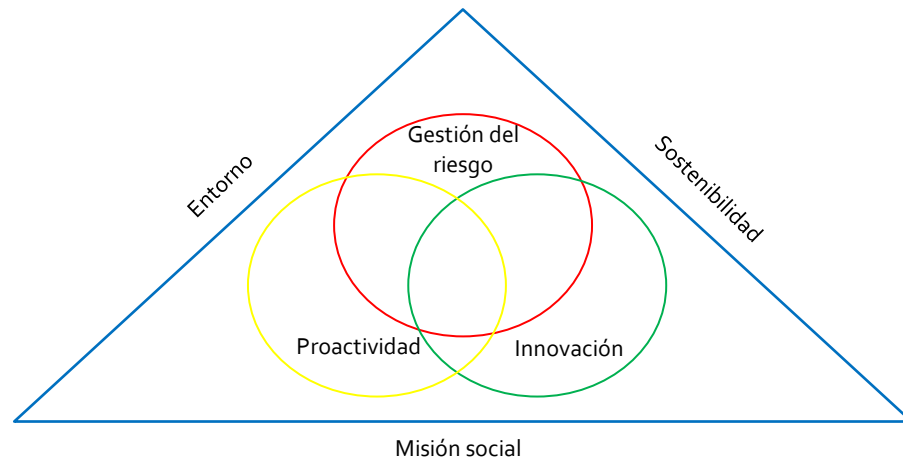 Gestión del
riesgo
Entorno
Sostenibilidad
Proactividad
Innovación
Misión social